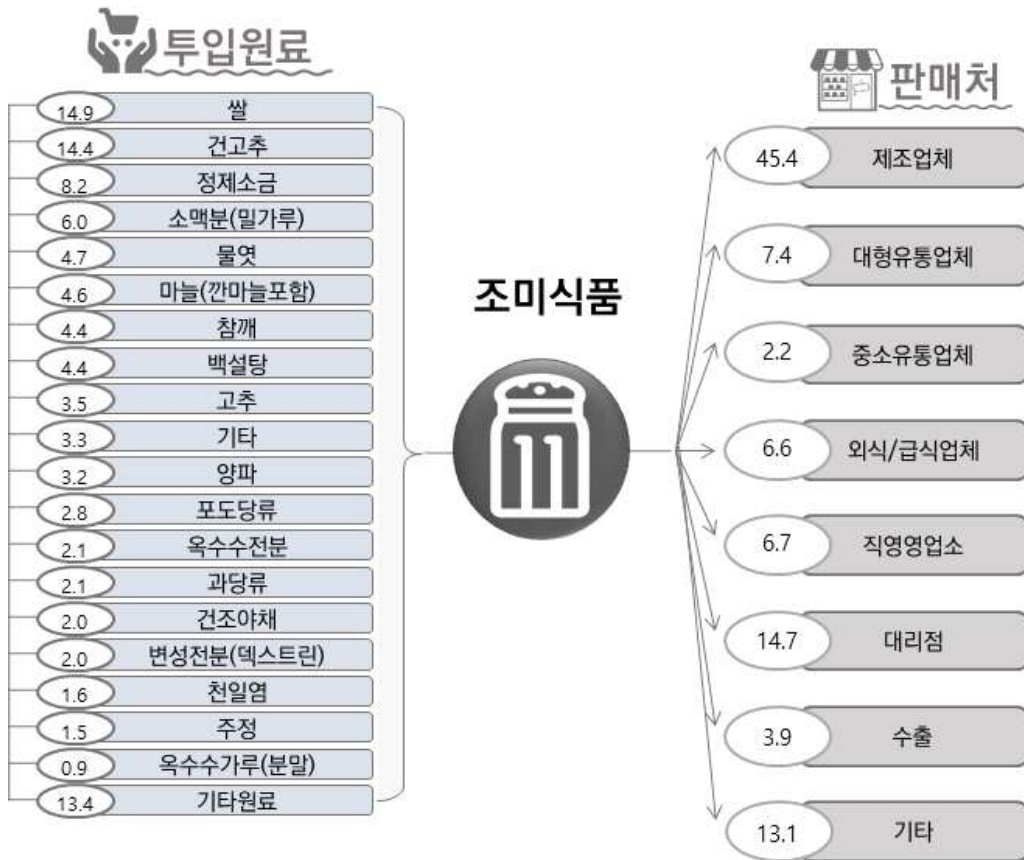 투입원료
14.9 쌀
14.4 건고추
8.2 정제소금
6.0 소맥분(밀가루)
4.7 물엿
4.6 마늘(깐마늘포함)
4.4 참깨
4.4 백설탕
3.5 고추
3.3 기타
3.2 양파
2.8 포도당류
2.1 옥수수전분
2.1 과당류
2.0 건조야채
2.0 변성전분(덱스트린)
1.6 천일염
1.5 주정
0.9 옥수수가루(분말)
13.4 기타원료
조미식품
판매처
45.4 제조업체
7.4 대형유통업체
2.2 중소유통업체
6.6 외식/급식업체
6.7 직영영업소
14.7 대리점
3.9 수출
13.1 기타